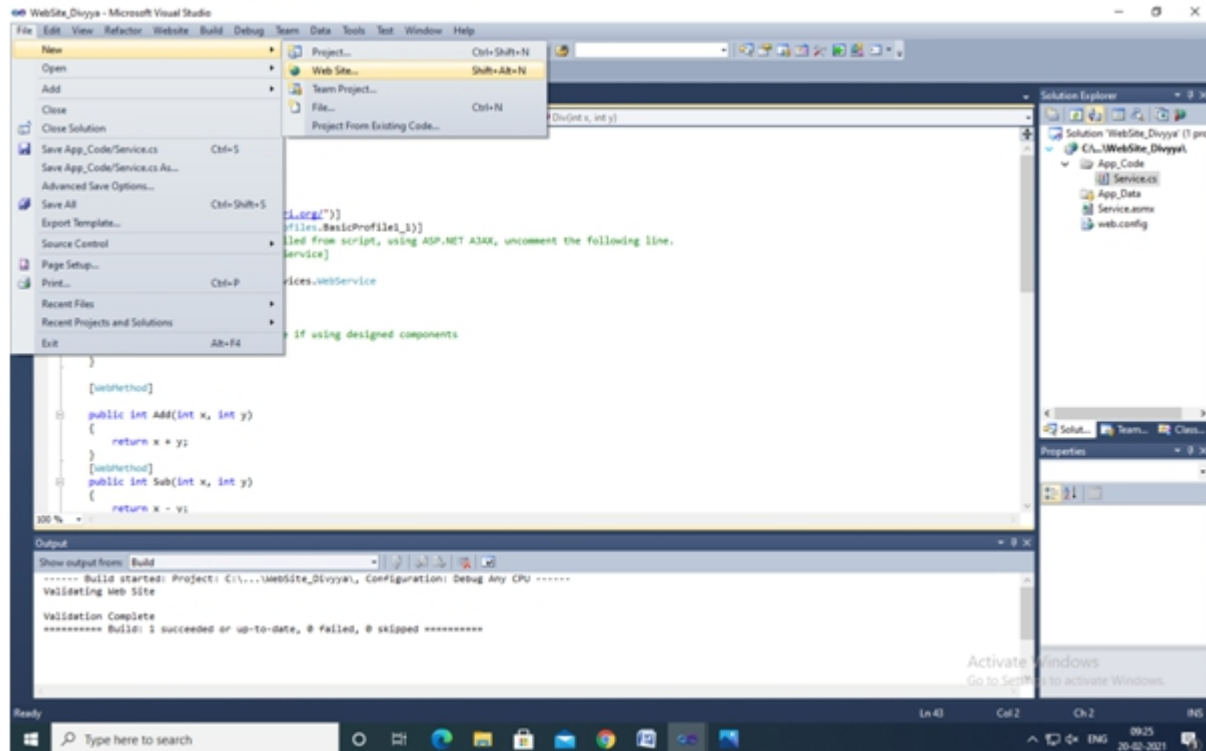 WebSite_Divyya - Microsoft Visual Studio
File Edit View Refactor Website Build Debug Team Data Tools Test Window Help
New
Open
Add
Close
Close Solution
Save App_Code/Service.cs Ctrl+S
Save App_Code/Service.cs As...
Advanced Save Options...
Save All Ctrl+Shift+S
Export Template...
Source Control
Page Setup...
Print... Ctrl+P
Recent Files
Recent Projects and Solutions
Exit Alt+F4
Project... Ctrl+Shift+N
Web Site... Shift+Alt+N
Team Project...
File... Ctrl+N
Project From Existing Code...
Div(int x, int y)
ri.org/")]
ofiles.BasicProfile1_1)]
lled from script, using ASP.NET AJAX, uncomment the following line.
Service]
vices.WebService
e if using designed components
}
[WebMethod]
public int Add(int x, int y)
{
return x + y;
}
[WebMethod]
public int Sub(int x, int y)
{
return x - y;
100 %
Solution Explorer
Solution 'WebSite_Divyya' (1 pro
C:\...\WebSite_Divyya\
App_Code
Service.cs
App_Data
Service.asmx
web.config
Solut... Team... Class...
Properties
Output
Show output from: Build
------ Build started: Project: C:\...\WebSite_Divyya\, Configuration: Debug Any CPU ------
Validating Web Site
Validation Complete
========== Build: 1 succeeded or up-to-date, 0 failed, 0 skipped ==========
Activate Windows
Go to Settings to activate Windows.
Ready Ln 43 Col 2 Ch 2 INS
Type here to search
ENG
09:25
20-02-2021